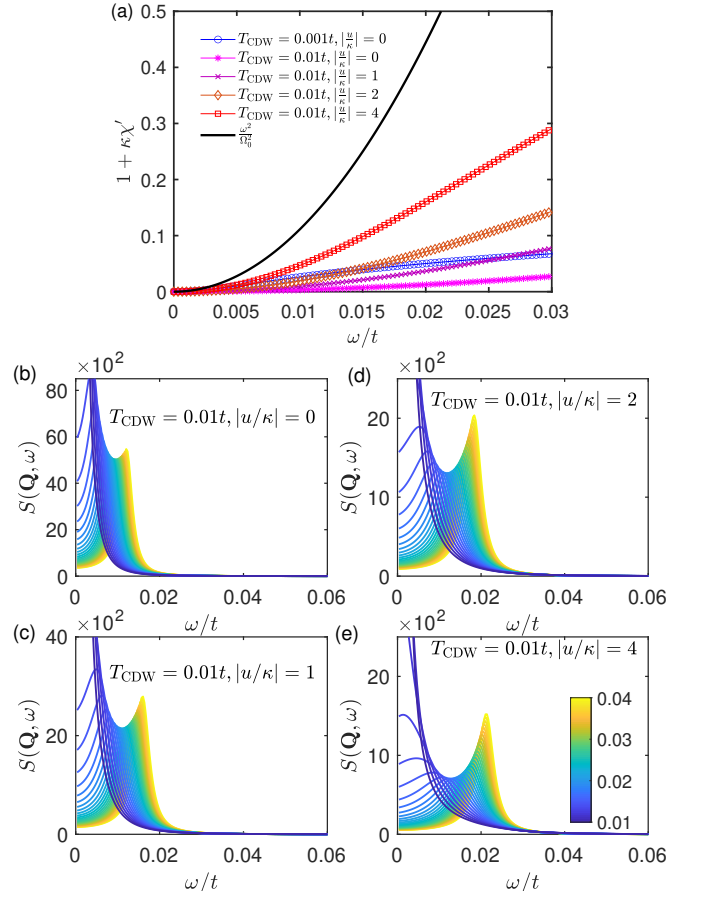 (a)
0.5
0.4
0.3
0.2
0.1
0
1 + κχ′
T_CDW = 0.001t, |u/κ| = 0
T_CDW = 0.01t, |u/κ| = 0
T_CDW = 0.01t, |u/κ| = 1
T_CDW = 0.01t, |u/κ| = 2
T_CDW = 0.01t, |u/κ| = 4
ω²/Ω₀²
0 0.005 0.01 0.015 0.02 0.025 0.03
ω/t
(b)
×10²
80
60
40
20
0
S(Q, ω)
T_CDW = 0.01t, |u/κ| = 0
0 0.02 0.04 0.06
ω/t
(d)
×10²
20
10
0
S(Q, ω)
T_CDW = 0.01t, |u/κ| = 2
0 0.02 0.04 0.06
ω/t
(c)
×10²
40
20
0
S(Q, ω)
T_CDW = 0.01t, |u/κ| = 1
0 0.02 0.04 0.06
ω/t
(e)
×10²
20
10
0
S(Q, ω)
T_CDW = 0.01t, |u/κ| = 4
0.04
0.03
0.02
0.01
0 0.02 0.04 0.06
ω/t